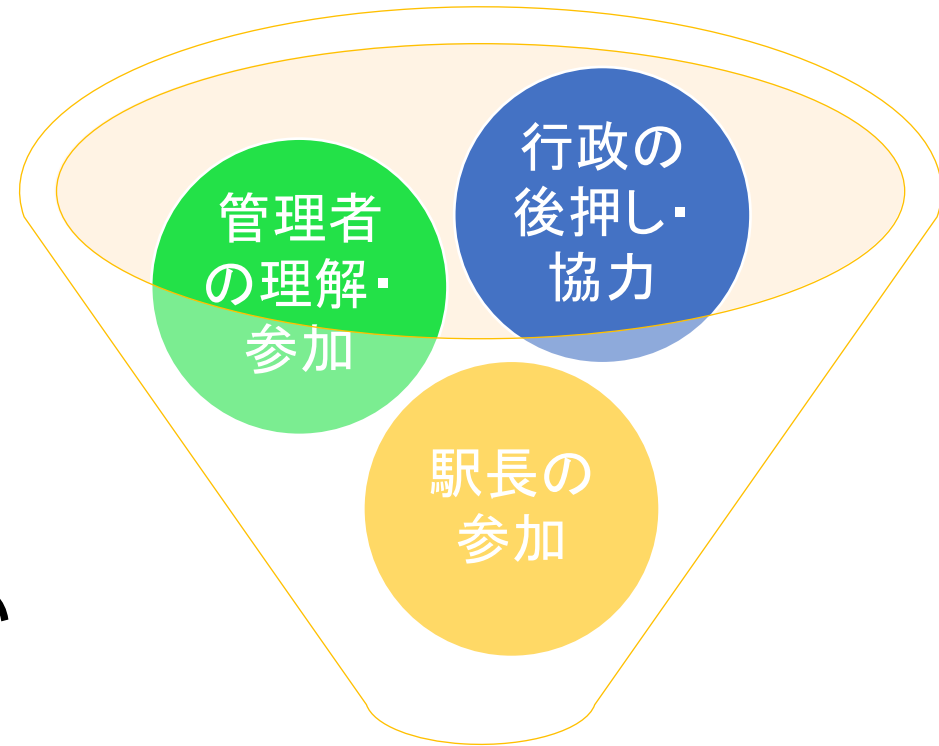 管理者
の理解・
参加
行政の
後押し・
協力
駅長の
参加